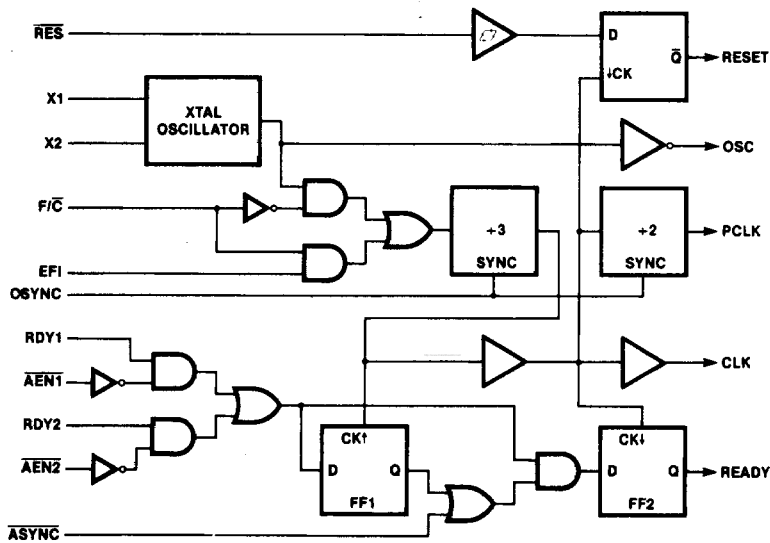 RES
D
Q
RESET
CK
X1
XTAL
OSCILLATOR
X2
OSC
F/C
÷3
SYNC
÷2
SYNC
PCLK
EFI
OSYNC
RDY1
AEN1
CLK
RDY2
AEN2
CK↑
D
Q
FF1
CK↓
D
Q
FF2
READY
ASYNC